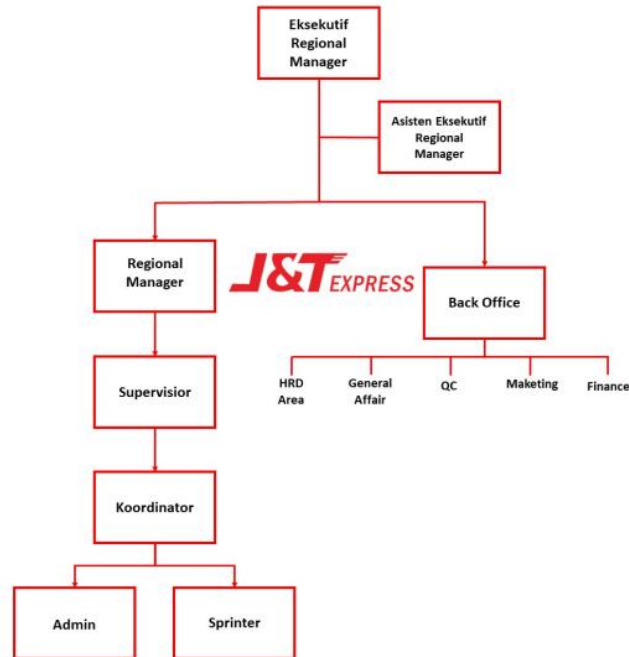 Eksekutif
Regional
Manager
Asisten Eksekutif
Regional
Manager
Regional
Manager
J&T EXPRESS
Back Office
HRD
Area
General
Affair
QC
Maketing
Finance
Supervisior
Koordinator
Admin
Sprinter